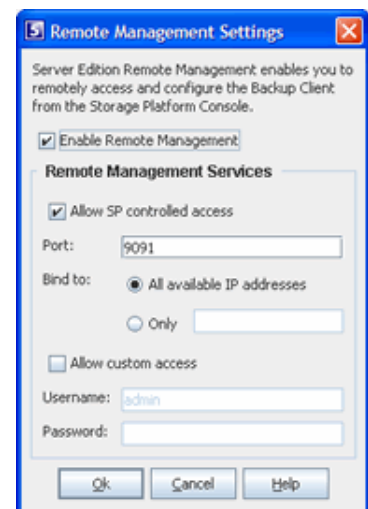 Remote Management Settings
Server Edition Remote Management enables you to
remotely access and configure the Backup Client
from the Storage Platform Console.
Enable Remote Management
Remote Management Services
Allow SP controlled access
Port: 9091
Bind to: All available IP addresses
Only
Allow custom access
Username: admin
Password:
Ok Cancel Help